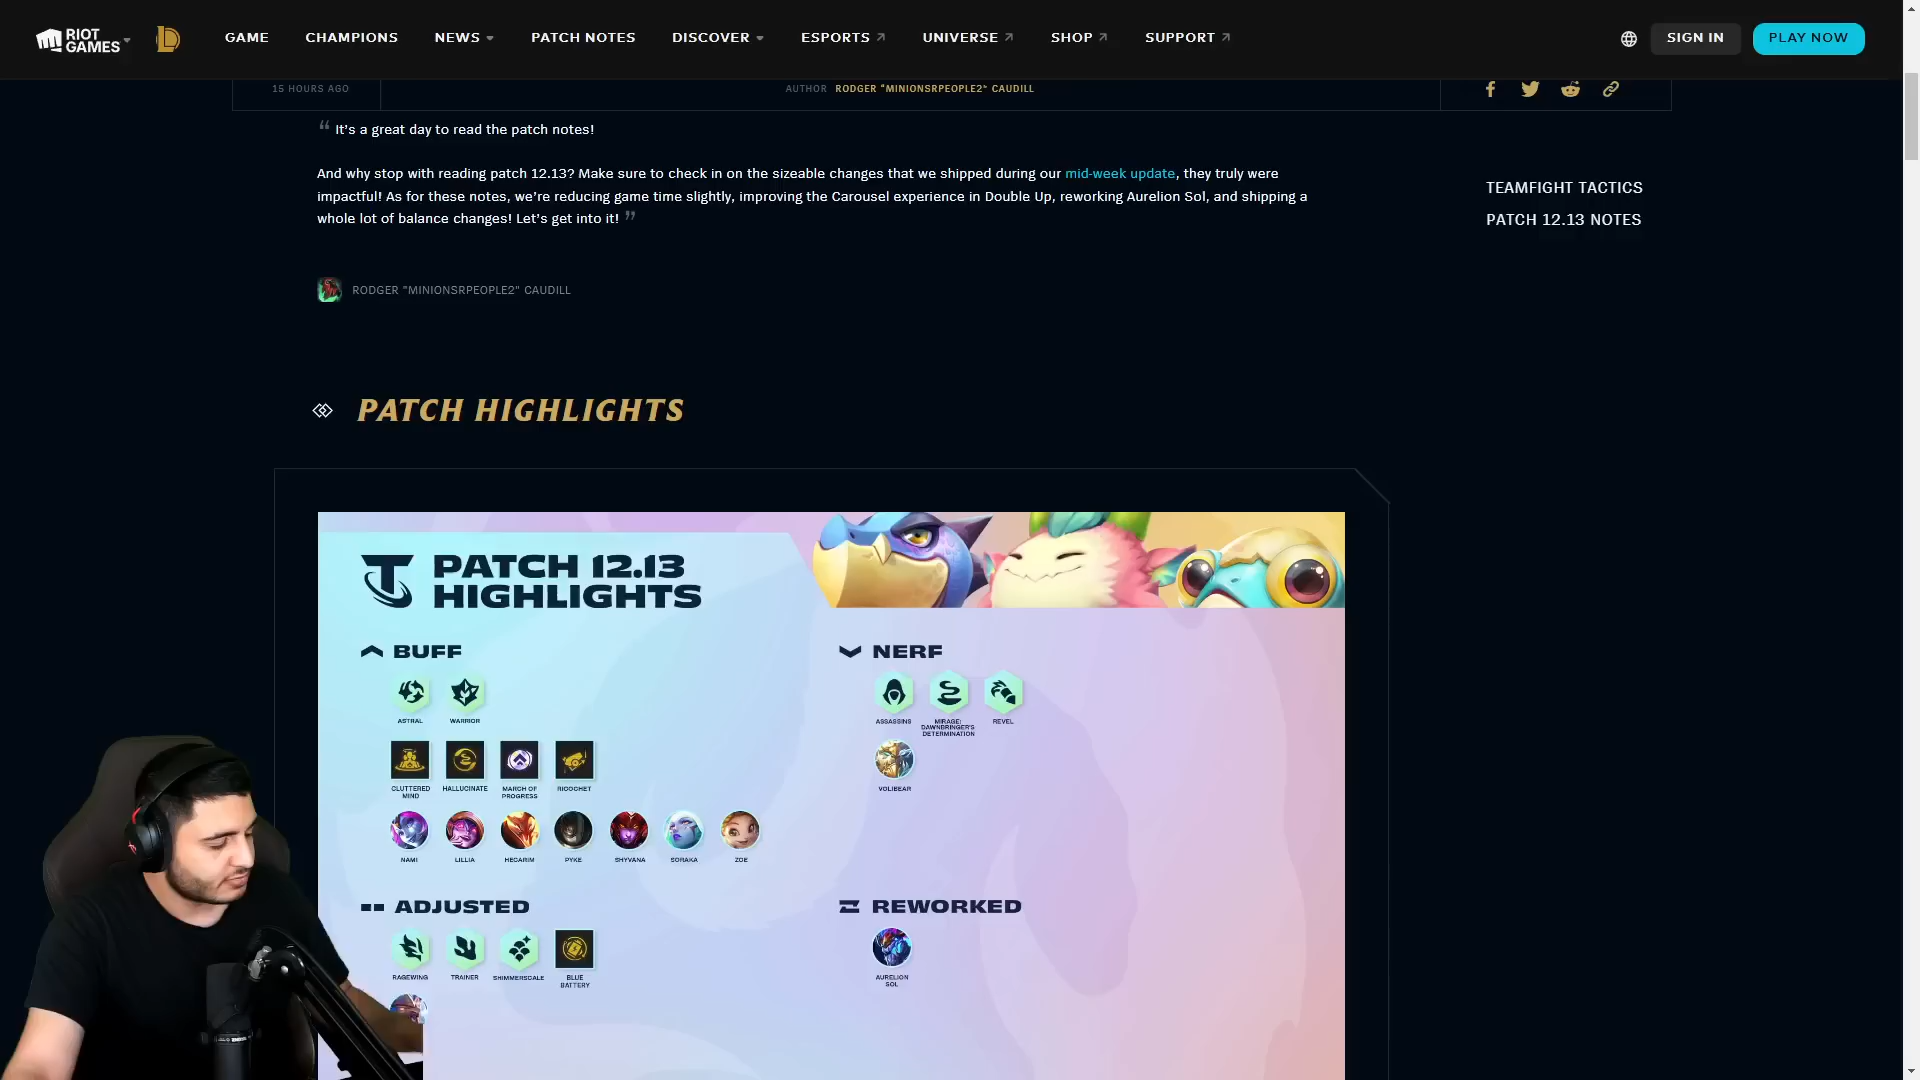 RIOT GAMES
GAME
CHAMPIONS
NEWS
PATCH NOTES
DISCOVER
ESPORTS
UNIVERSE
SHOP
SUPPORT
SIGN IN
PLAY NOW
15 HOURS AGO
AUTHOR RODGER "MINIONSRPEOPLE2" CAUDILL
“ It's a great day to read the patch notes!
And why stop with reading patch 12.13? Make sure to check in on the sizeable changes that we shipped during our mid-week update, they truly were
impactful! As for these notes, we're reducing game time slightly, improving the Carousel experience in Double Up, reworking Aurelion Sol, and shipping a
whole lot of balance changes! Let's get into it! ”
TEAMFIGHT TACTICS
PATCH 12.13 NOTES
RODGER "MINIONSRPEOPLE2" CAUDILL
PATCH HIGHLIGHTS
PATCH 12.13
HIGHLIGHTS
BUFF
ASTRAL
WARRIOR
CLUTTERED
MIND
HALLUCINATE
MARCH OF
PROGRESS
RICOCHET
NAMI
LILLIA
HECARIM
PYKE
SHYVANA
SORAKA
ZOE
NERF
ASSASSINS
MIRAGE:
DAWNBRINGER'S
DETERMINATION
REVEL
VOLIBEAR
ADJUSTED
RAGEWING
TRAINER
SHIMMERSCALE
BLUE
BATTERY
REWORKED
AURELION
SOL